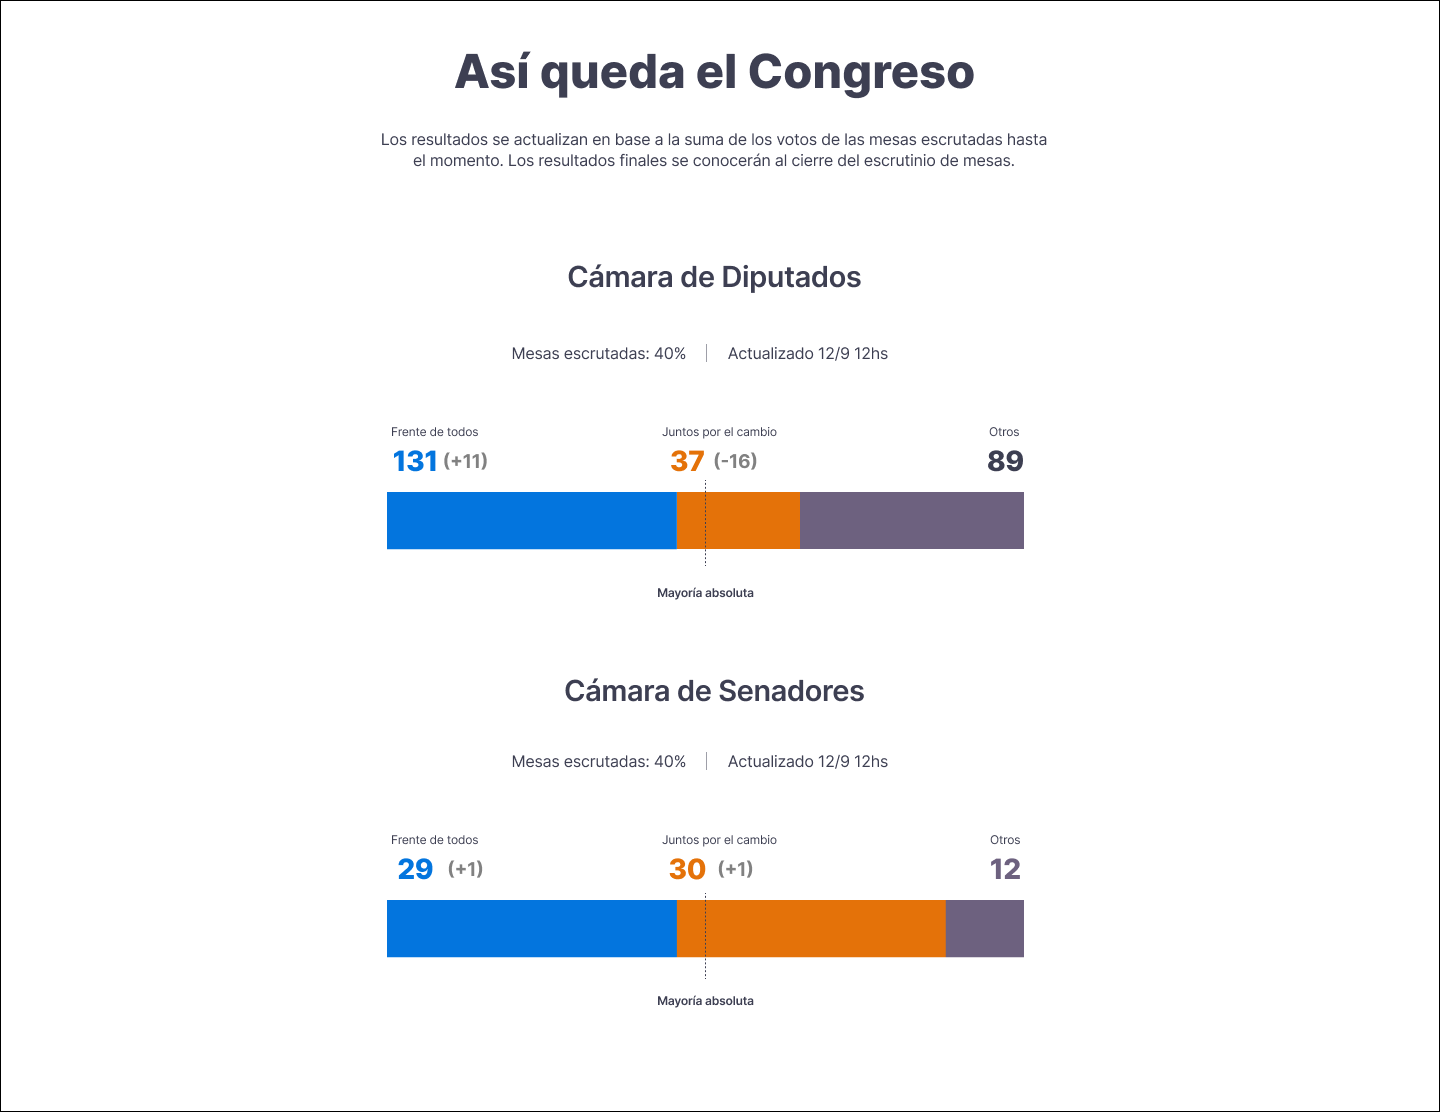 Así queda el Congreso
Los resultados se actualizan en base a la suma de los votos de las mesas escrutadas hasta
el momento. Los resultados finales se conocerán al cierre del escrutinio de mesas.
Cámara de Diputados
Mesas escrutadas: 40% Actualizado 12/9 12hs
Frente de todos Juntos por el cambio Otros
131 (+11) 37 (-16) 89
Mayoría absoluta
Cámara de Senadores
Mesas escrutadas: 40% Actualizado 12/9 12hs
Frente de todos Juntos por el cambio Otros
29 (+1) 30 (+1) 12
Mayoría absoluta